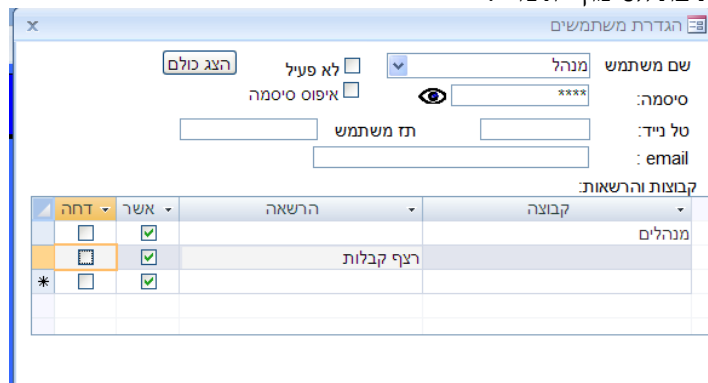 הגדרת משתמשים
שם משתמש מנהל לא פעיל הצג כולם
סיסמה: **** איפוס סיסמה
טל נייד: תז משתמש
email :
קבוצות והרשאות:
קבוצה הרשאה אשר דחה
מנהלים
רצף קבלות